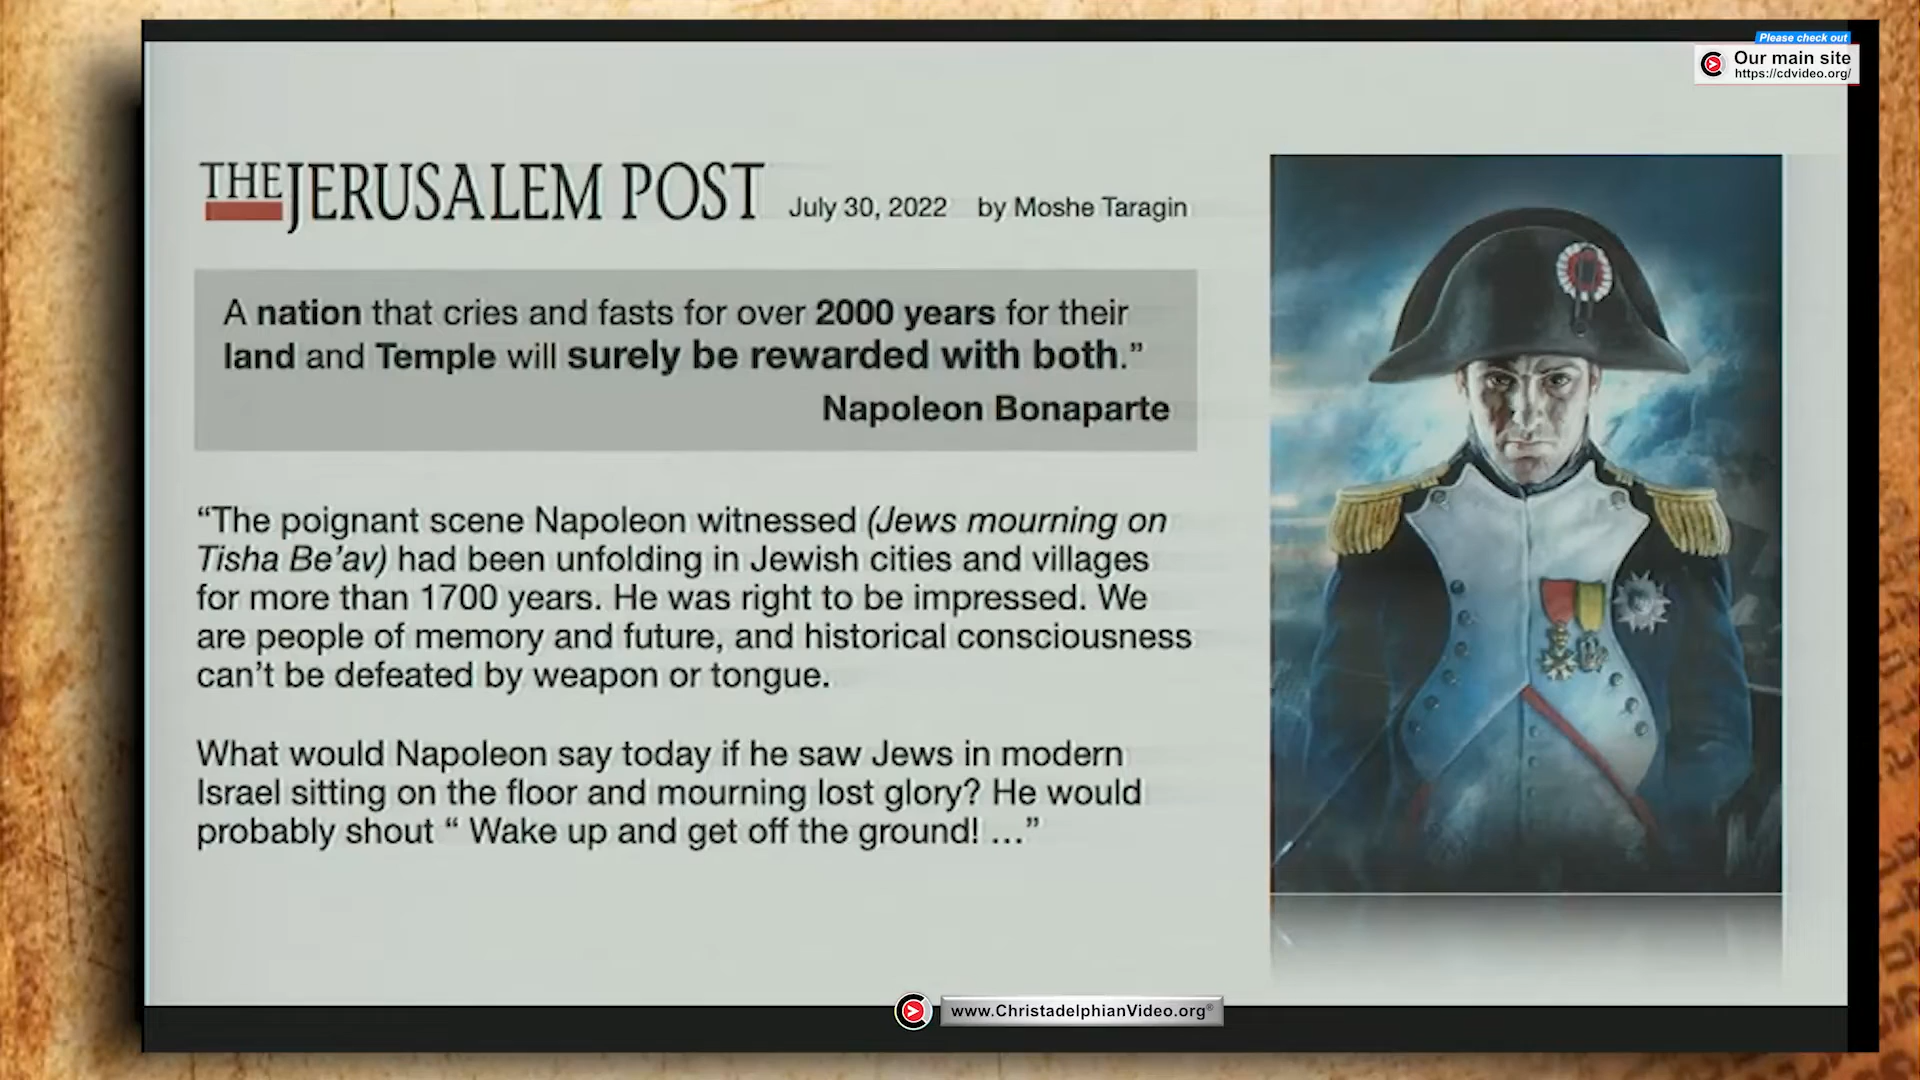 Please check out
Our main site
https://cdvideo.org/
THE JERUSALEM POST July 30, 2022 by Moshe Taragin
A nation that cries and fasts for over 2000 years for their
land and Temple will surely be rewarded with both.”
Napoleon Bonaparte
“The poignant scene Napoleon witnessed (Jews mourning on
Tisha Be’av) had been unfolding in Jewish cities and villages
for more than 1700 years. He was right to be impressed. We
are people of memory and future, and historical consciousness
can’t be defeated by weapon or tongue.
What would Napoleon say today if he saw Jews in modern
Israel sitting on the floor and mourning lost glory? He would
probably shout “ Wake up and get off the ground! …”
www.ChristadelphianVideo.org®